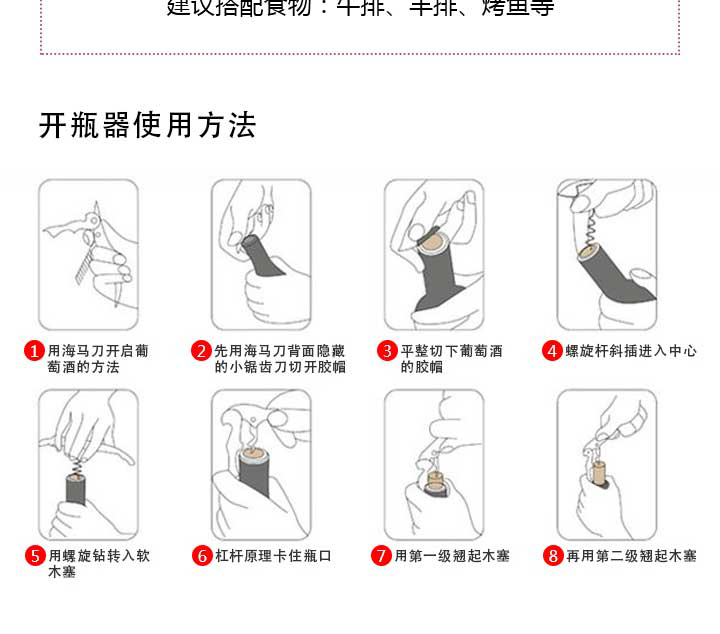 建议搭配食物：牛排、羊排、烤鱼等
开瓶器使用方法
1 用海马刀开启葡
萄酒的方法
2 先用海马刀背面隐藏
的小锯齿刀切开胶帽
3 平整切下葡萄酒
的胶帽
4 螺旋杆斜插进入中心
5 用螺旋钻转入软
木塞
6 杠杆原理卡住瓶口
7 用第一级翘起木塞
8 再用第二级翘起木塞